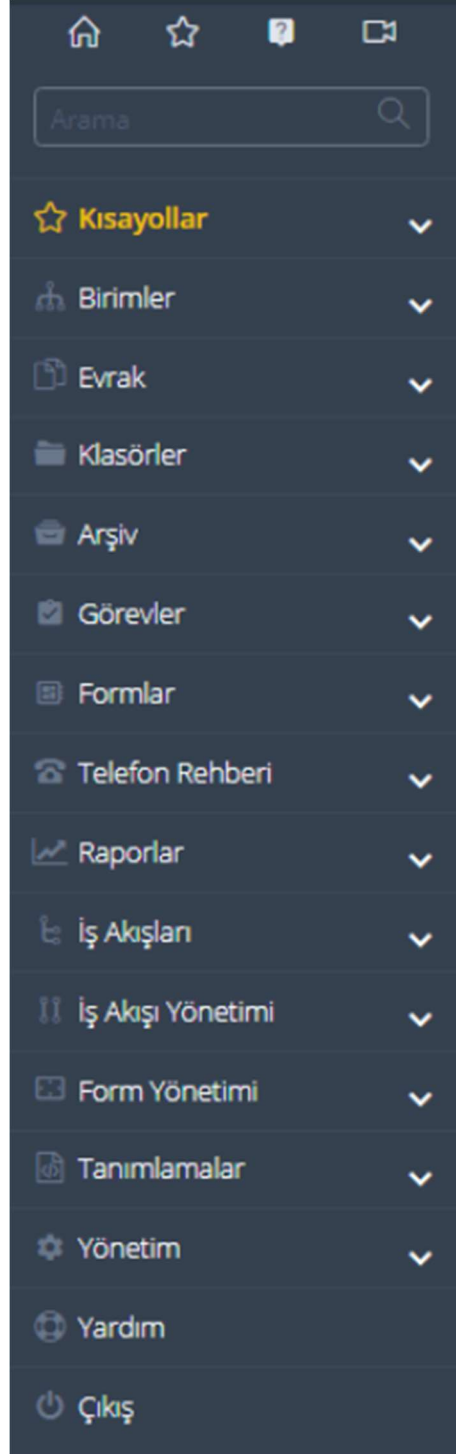 Arama
Kısayollar
Birimler
Evrak
Klasörler
Arşiv
Görevler
Formlar
Telefon Rehberi
Raporlar
İş Akışları
İş Akışı Yönetimi
Form Yönetimi
Tanımlamalar
Yönetim
Yardım
Çıkış